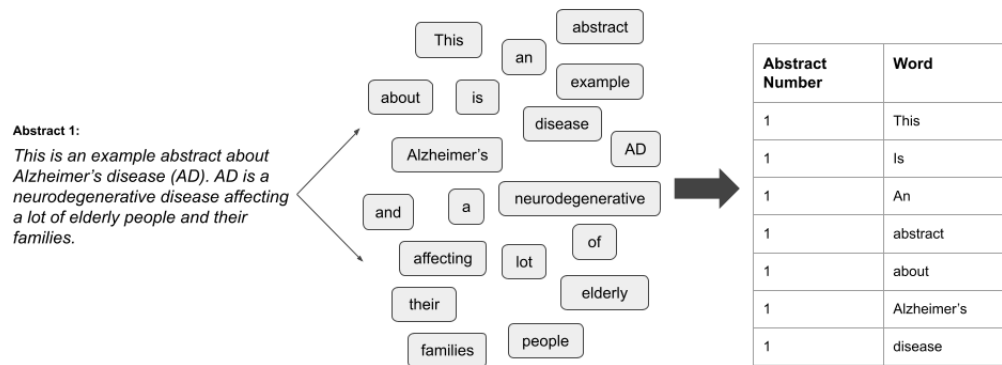 Abstract 1:
This is an example abstract about
Alzheimer's disease (AD). AD is a
neurodegenerative disease affecting
a lot of elderly people and their
families.
This
an
abstract
about
is
example
disease
Alzheimer's
AD
and
a
neurodegenerative
affecting
lot
of
their
elderly
families
people
Abstract Number Word
1 This
1 Is
1 An
1 abstract
1 about
1 Alzheimer's
1 disease